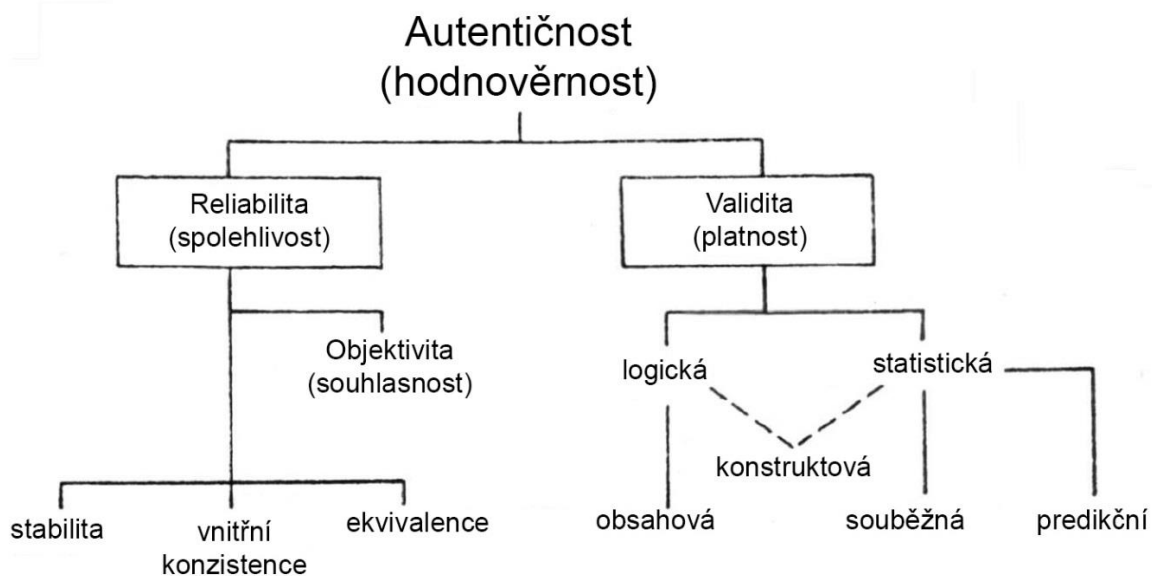 Autentičnost
(hodnověrnost)
Reliabilita
(spolehlivost)
Validita
(platnost)
Objektivita
(souhlasnost)
logická
statistická
konstruktová
stabilita
vnitřní
konzistence
ekvivalence
obsahová
souběžná
predikční